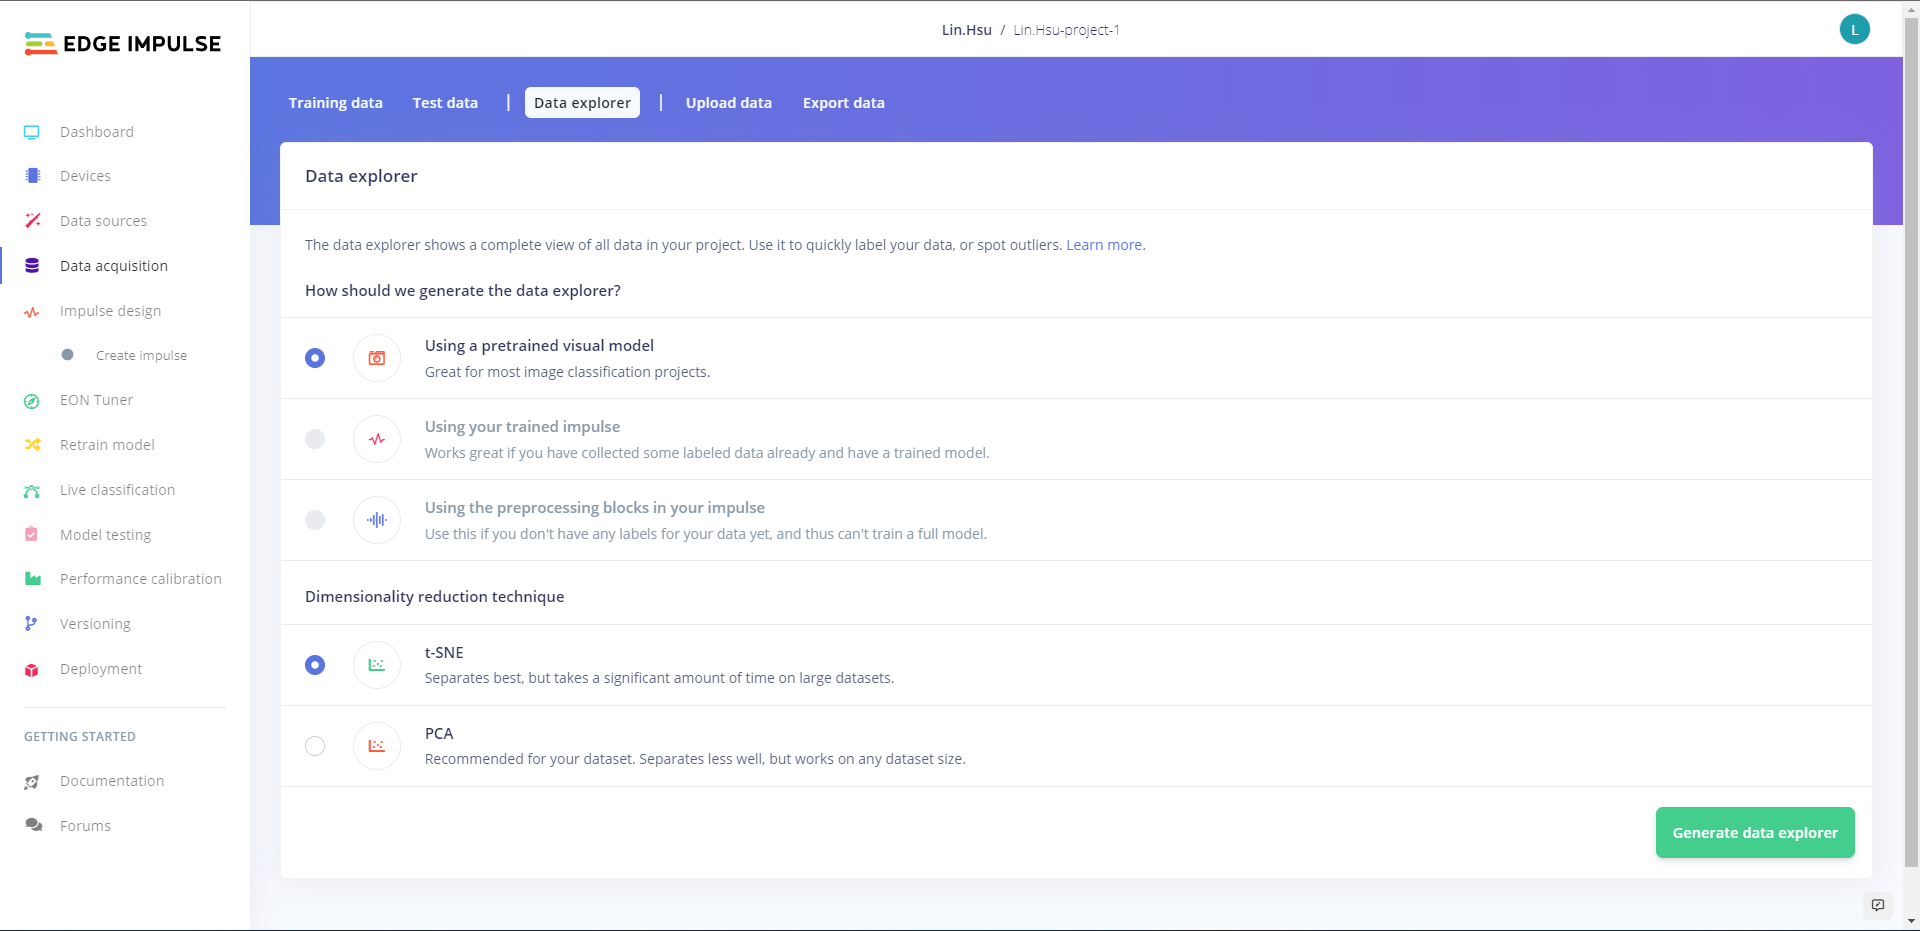 EDGE IMPULSE
Lin.Hsu / Lin.Hsu-project-1
L
Dashboard
Devices
Data sources
Data acquisition
Impulse design
Create impulse
EON Tuner
Retrain model
Live classification
Model testing
Performance calibration
Versioning
Deployment
GETTING STARTED
Documentation
Forums
Training data Test data | Data explorer | Upload data Export data
Data explorer
The data explorer shows a complete view of all data in your project. Use it to quickly label your data, or spot outliers. Learn more.
How should we generate the data explorer?
Using a pretrained visual model
Great for most image classification projects.
Using your trained impulse
Works great if you have collected some labeled data already and have a trained model.
Using the preprocessing blocks in your impulse
Use this if you don't have any labels for your data yet, and thus can't train a full model.
Dimensionality reduction technique
t-SNE
Separates best, but takes a significant amount of time on large datasets.
PCA
Recommended for your dataset. Separates less well, but works on any dataset size.
Generate data explorer